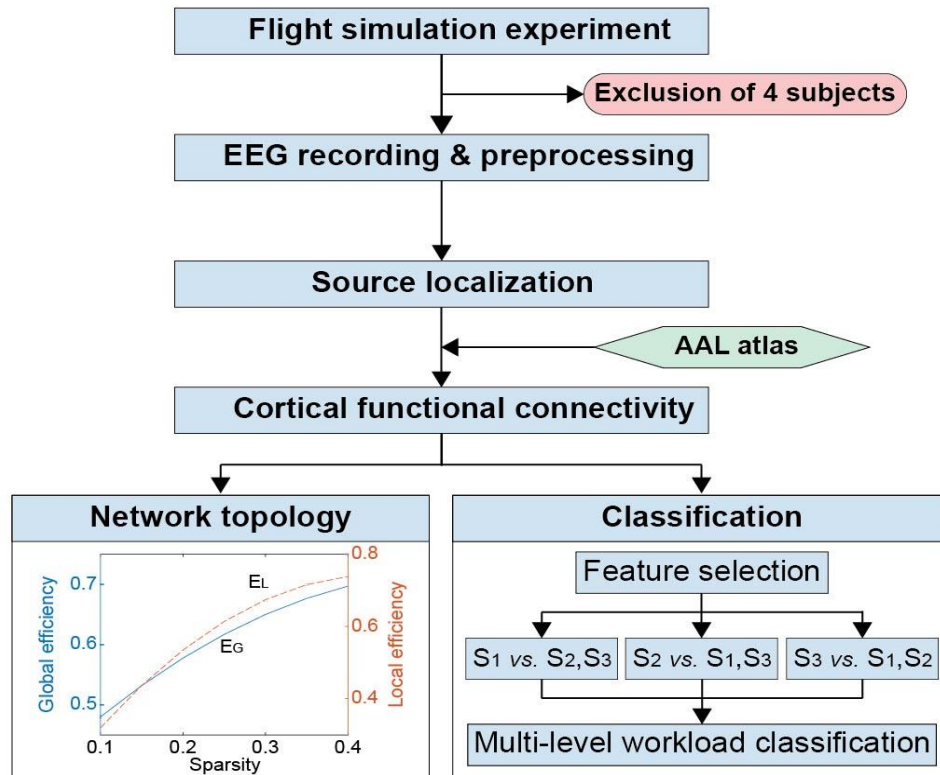 Flight simulation experiment
Exclusion of 4 subjects
EEG recording & preprocessing
Source localization
AAL atlas
Cortical functional connectivity
Network topology
Global efficiency
0.7
0.6
0.5
EL
EG
0.8
0.6
0.4
Local efficiency
0.1 0.2 0.3 0.4
Sparsity
Classification
Feature selection
S1 vs. S2,S3
S2 vs. S1,S3
S3 vs. S1,S2
Multi-level workload classification